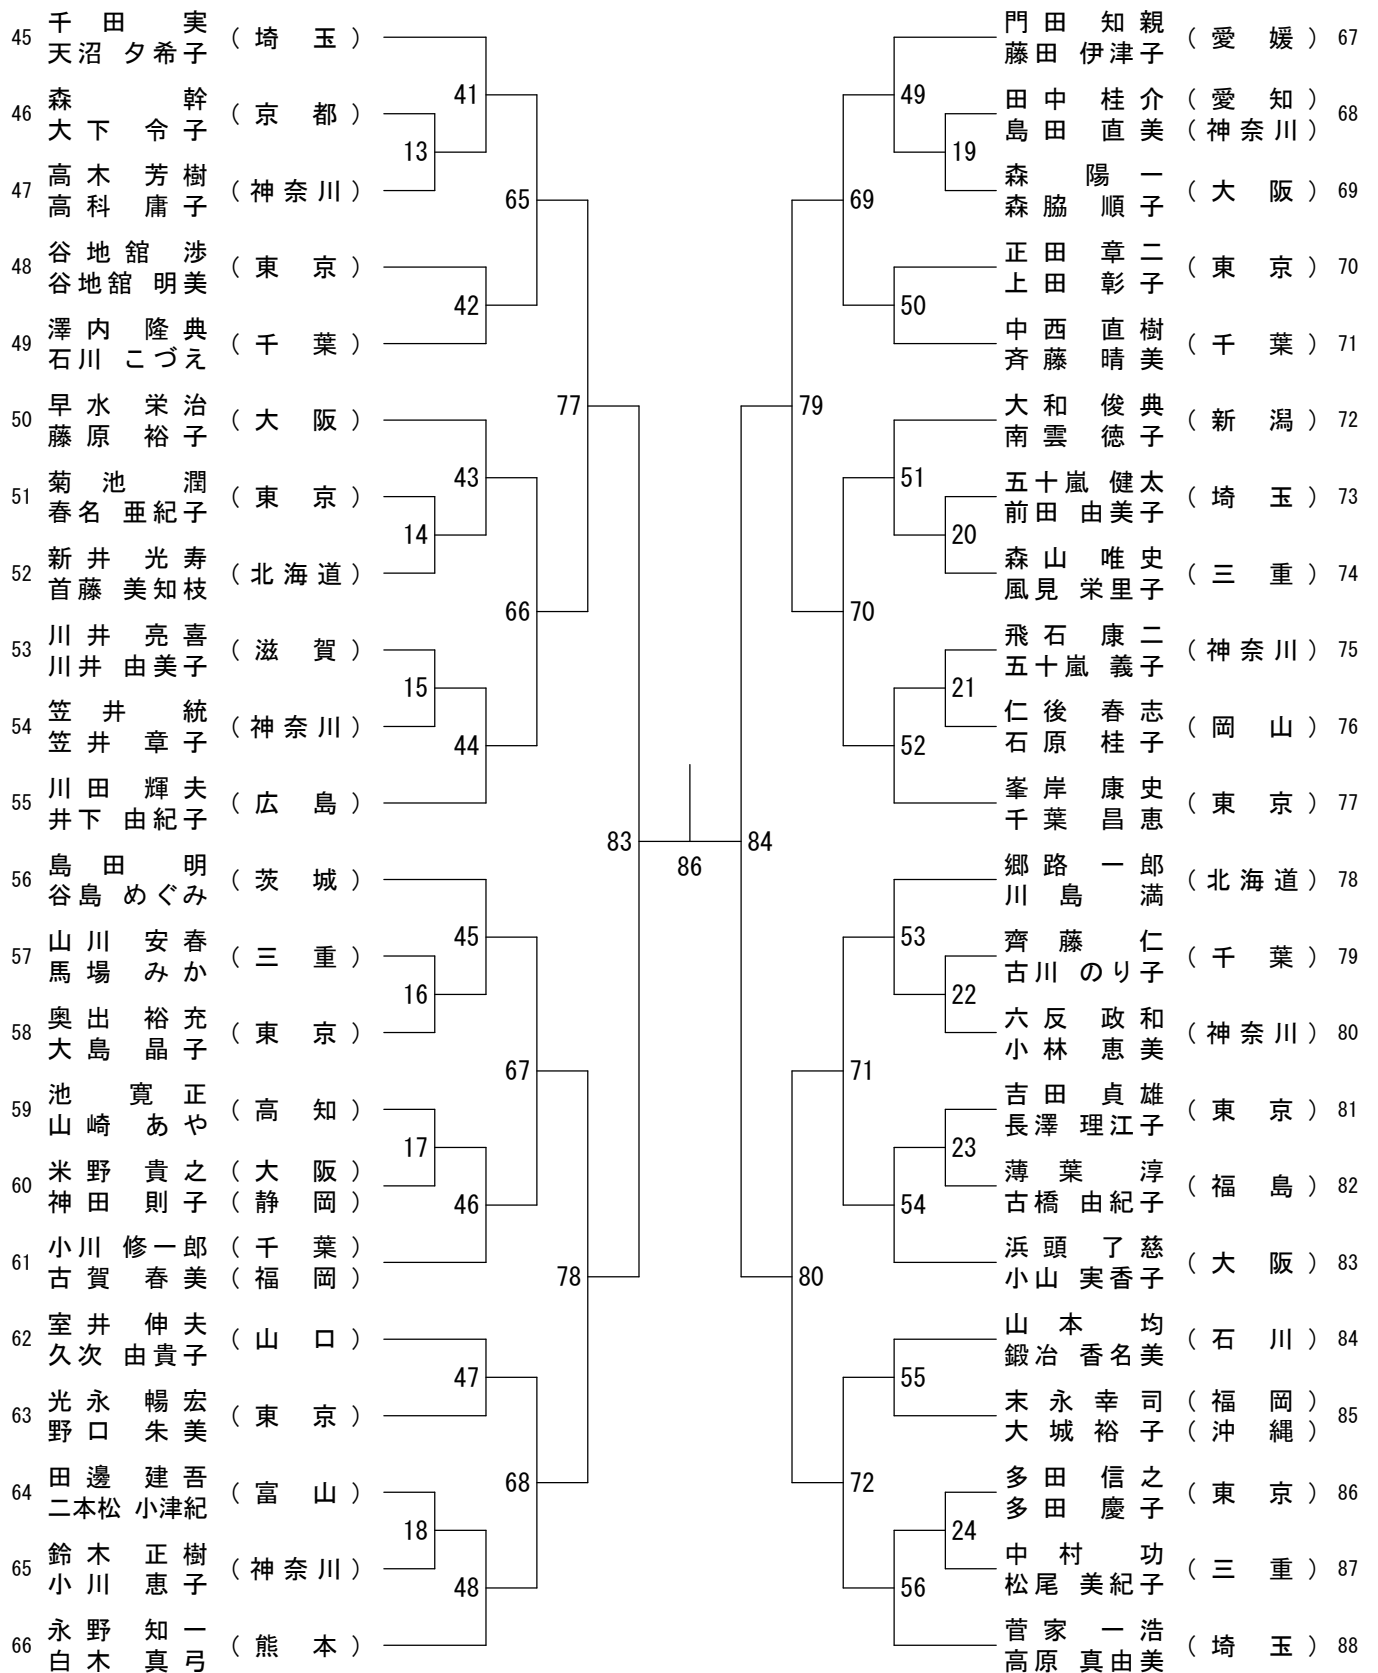 45 千田 実 天沼 夕希子 (埼玉)
46 森 幹 大下 令子 (京都)
47 高木 芳樹 高科 庸子 (神奈川)
48 谷地舘 渉 谷地舘 明美 (東京)
49 澤内 隆典 石川 こづえ (千葉)
50 早水 栄治 藤原 裕子 (大阪)
51 菊池 潤 春名 亜紀子 (東京)
52 新井 光寿 首藤 美知枝 (北海道)
53 川井 亮喜 川井 由美子 (滋賀)
54 笠井 統 笠井 章子 (神奈川)
55 川田 輝夫 井下 由紀子 (広島)
56 島田 明 谷島 めぐみ (茨城)
57 山川 安春 馬場 みか (三重)
58 奥出 裕充 大島 晶子 (東京)
59 池 寛正 山崎 あや (高知)
60 米野 貴之 (大阪) 神田 則子 (静岡)
61 小川 修一郎 (千葉) 古賀 春美 (福岡)
62 室井 伸夫 久次 由貴子 (山口)
63 光永 暢宏 野口 朱美 (東京)
64 田邊 建吾 二本松 小津紀 (富山)
65 鈴木 正樹 小川 恵子 (神奈川)
66 永野 知一 白木 真弓 (熊本)
41
13
65
42
77
43
14
66
15
44
83
86
84
45
16
67
17
46
78
47
68
18
48
49
19
69
50
79
51
20
70
21
52
53
22
71
23
54
80
55
72
24
56
門田 知親 藤田 伊津子 (愛媛) 67
田中 桂介 (愛知) 島田 直美 (神奈川) 68
森 陽一 森脇 順子 (大阪) 69
正田 章二 上田 彰子 (東京) 70
中西 直樹 斉藤 晴美 (千葉) 71
大和 俊典 南雲 徳子 (新潟) 72
五十嵐 健太 前田 由美子 (埼玉) 73
森山 唯史 風見 栄里子 (三重) 74
飛石 康二 五十嵐 義子 (神奈川) 75
仁後 春志 石原 桂子 (岡山) 76
峯岸 康史 千葉 昌恵 (東京) 77
郷路 一郎 川島 満 (北海道) 78
齊藤 仁 古川 のり子 (千葉) 79
六反 政和 小林 恵美 (神奈川) 80
吉田 貞雄 長澤 理江子 (東京) 81
薄葉 淳 古橋 由紀子 (福島) 82
浜頭 了慈 小山 実香子 (大阪) 83
山本 均 鍛冶 香名美 (石川) 84
末永 幸司 (福岡) 大城 裕子 (沖縄) 85
多田 信之 多田 慶子 (東京) 86
中村 功 松尾 美紀子 (三重) 87
菅家 一浩 高原 真由美 (埼玉) 88